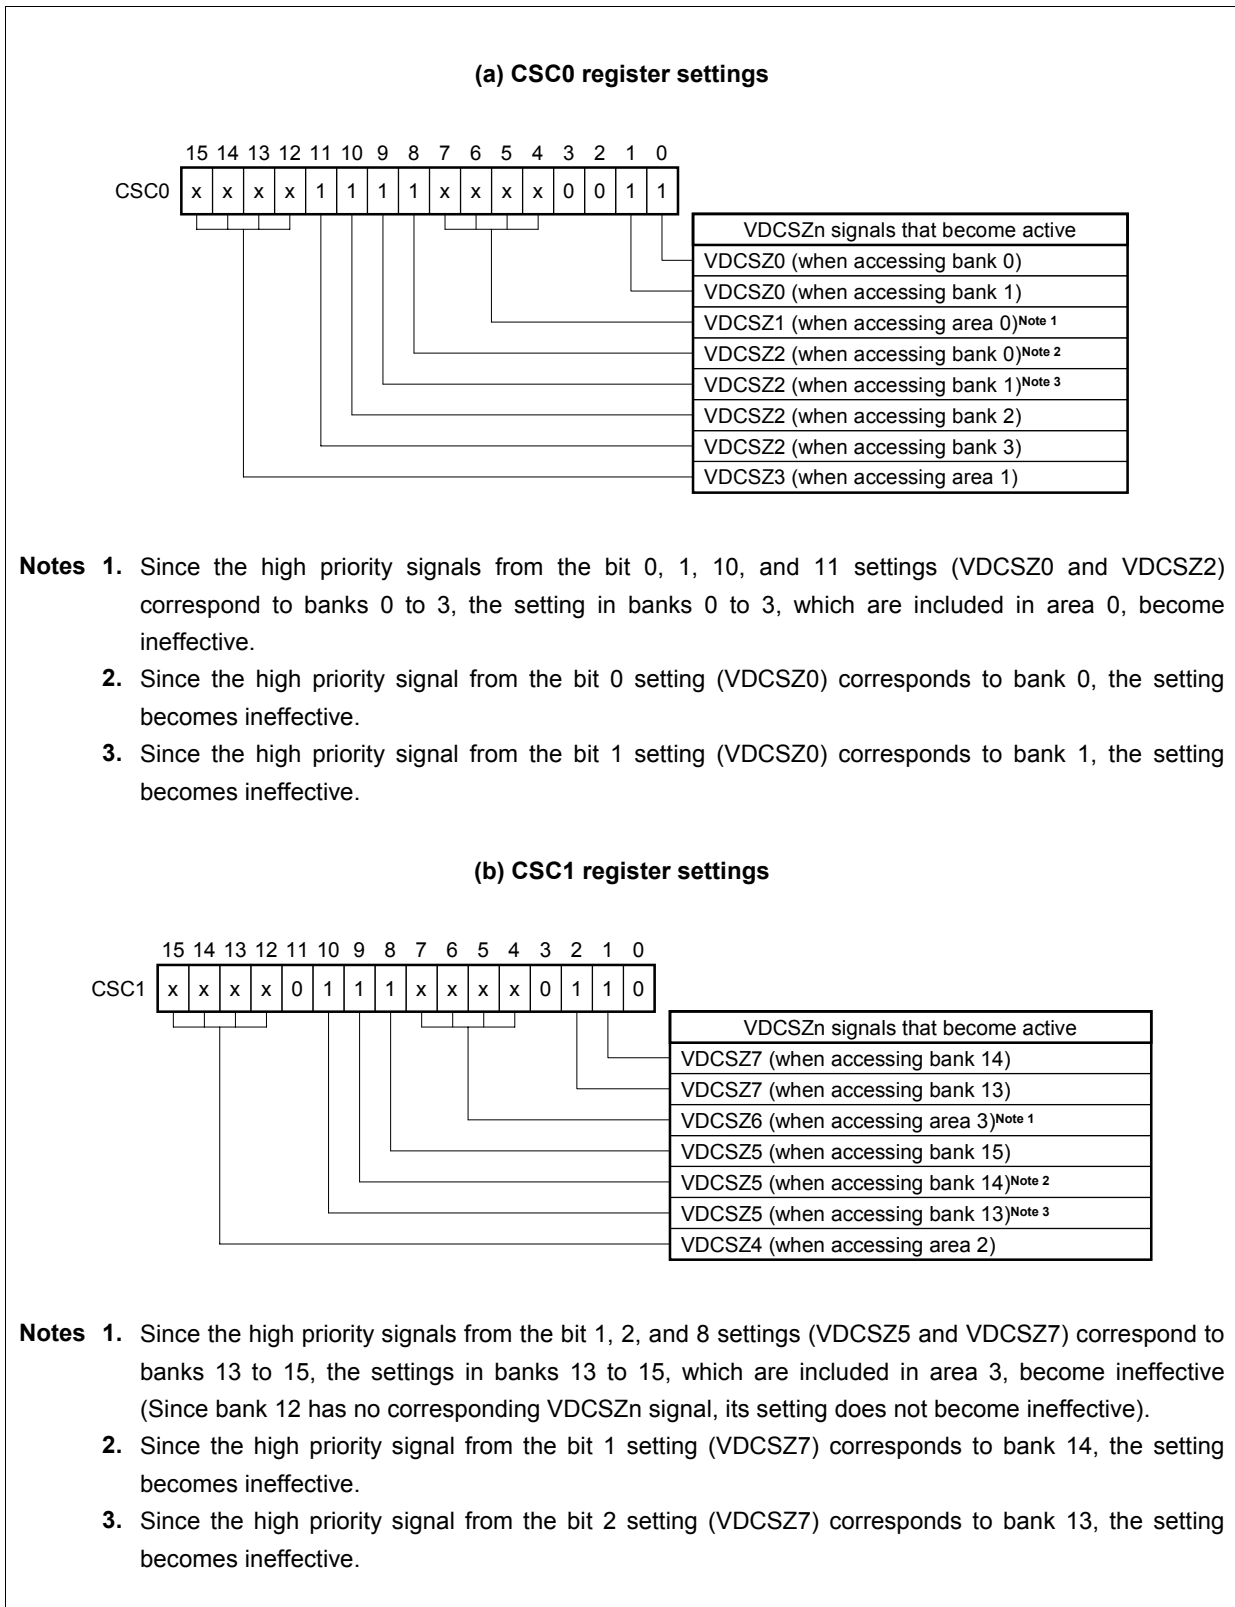 (a) CSC0 register settings
15 14 13 12 11 10 9 8 7 6 5 4 3 2 1 0
CSC0 x x x x 1 1 1 1 x x x x 0 0 1 1
VDCSZn signals that become active
VDCSZ0 (when accessing bank 0)
VDCSZ0 (when accessing bank 1)
VDCSZ1 (when accessing area 0)Note 1
VDCSZ2 (when accessing bank 0)Note 2
VDCSZ2 (when accessing bank 1)Note 3
VDCSZ2 (when accessing bank 2)
VDCSZ2 (when accessing bank 3)
VDCSZ3 (when accessing area 1)
Notes 1. Since the high priority signals from the bit 0, 1, 10, and 11 settings (VDCSZ0 and VDCSZ2)
correspond to banks 0 to 3, the setting in banks 0 to 3, which are included in area 0, become
ineffective.
2. Since the high priority signal from the bit 0 setting (VDCSZ0) corresponds to bank 0, the setting
becomes ineffective.
3. Since the high priority signal from the bit 1 setting (VDCSZ0) corresponds to bank 1, the setting
becomes ineffective.
(b) CSC1 register settings
15 14 13 12 11 10 9 8 7 6 5 4 3 2 1 0
CSC1 x x x x 0 1 1 1 x x x x 0 1 1 0
VDCSZn signals that become active
VDCSZ7 (when accessing bank 14)
VDCSZ7 (when accessing bank 13)
VDCSZ6 (when accessing area 3)Note 1
VDCSZ5 (when accessing bank 15)
VDCSZ5 (when accessing bank 14)Note 2
VDCSZ5 (when accessing bank 13)Note 3
VDCSZ4 (when accessing area 2)
Notes 1. Since the high priority signals from the bit 1, 2, and 8 settings (VDCSZ5 and VDCSZ7) correspond to
banks 13 to 15, the settings in banks 13 to 15, which are included in area 3, become ineffective
(Since bank 12 has no corresponding VDCSZn signal, its setting does not become ineffective).
2. Since the high priority signal from the bit 1 setting (VDCSZ7) corresponds to bank 14, the setting
becomes ineffective.
3. Since the high priority signal from the bit 2 setting (VDCSZ7) corresponds to bank 13, the setting
becomes ineffective.